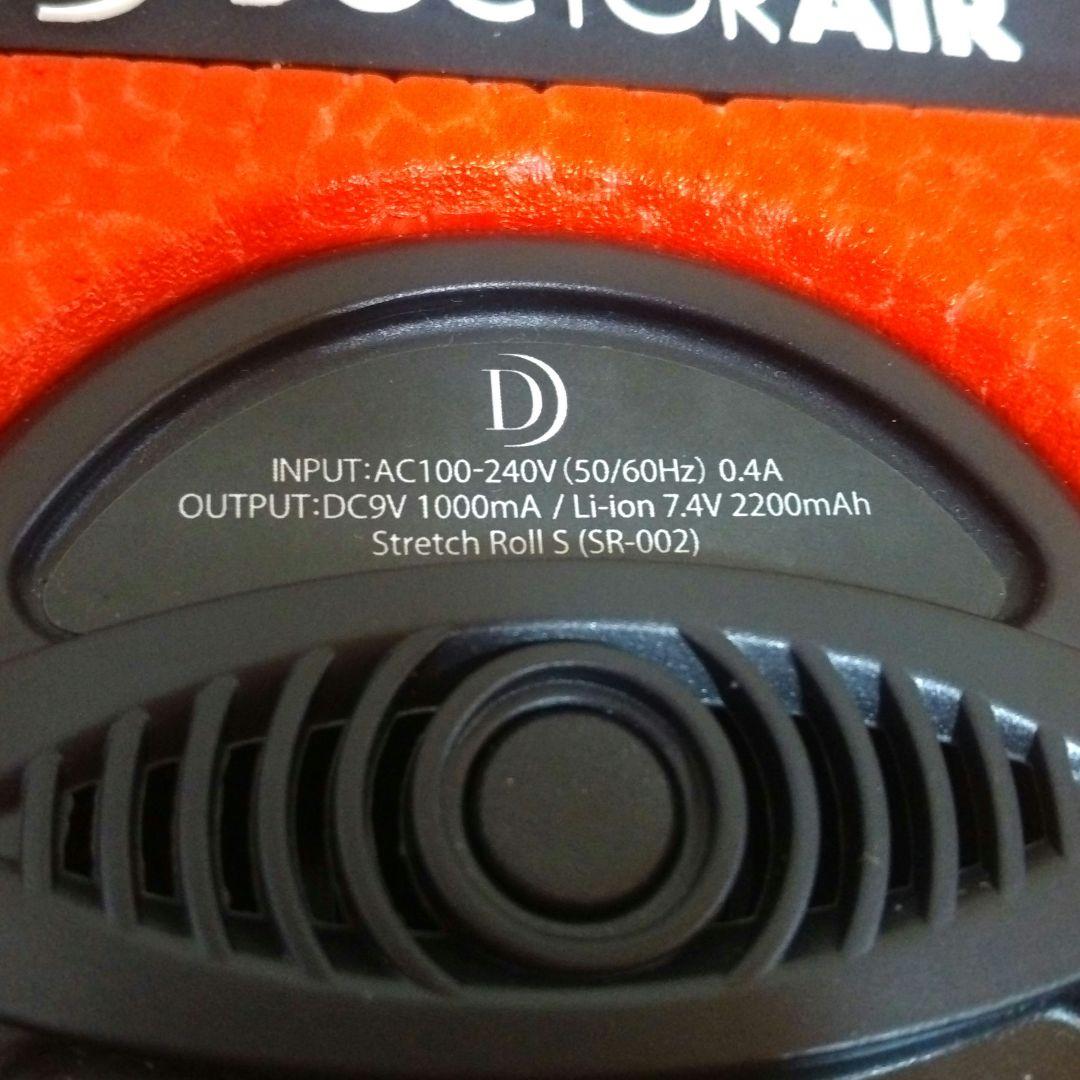 DOCTORAIR
D
INPUT:AC100-240V (50/60Hz) 0.4A
OUTPUT:DC9V 1000mA / Li-ion 7.4V 2200mAh
Stretch Roll S (SR-002)